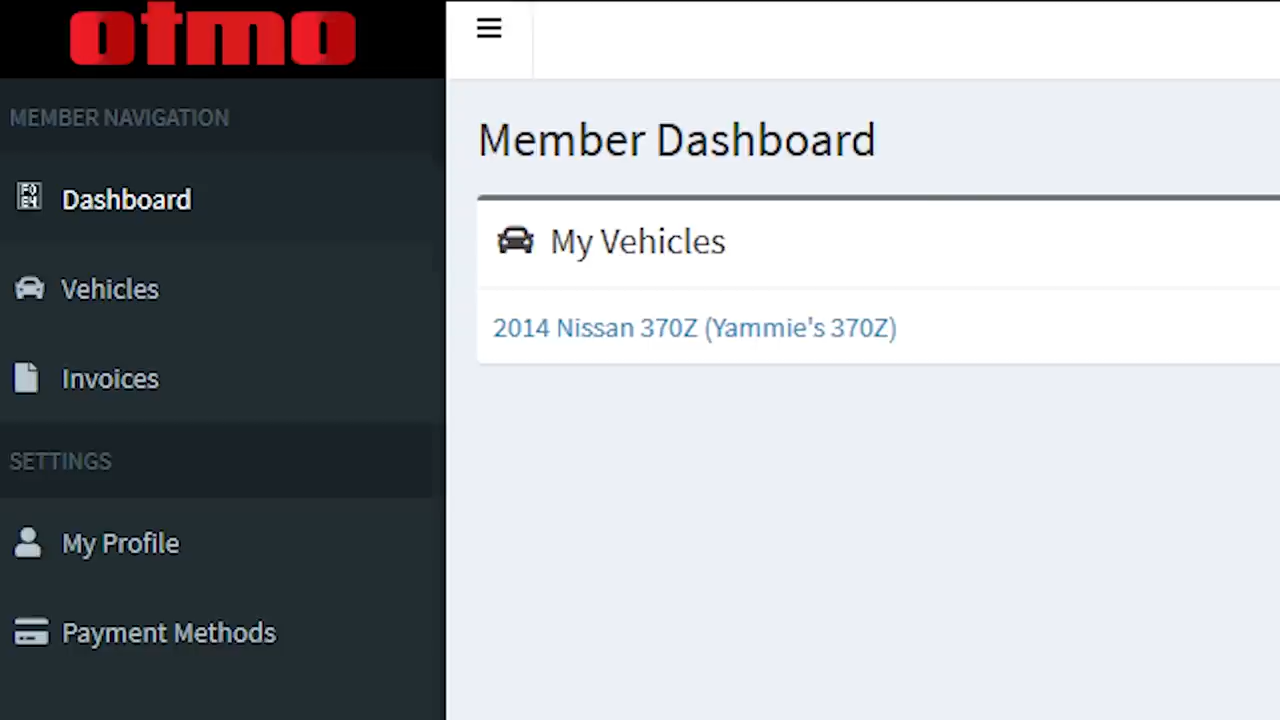 otmo
MEMBER NAVIGATION
Dashboard
Vehicles
Invoices
SETTINGS
My Profile
Payment Methods
Member Dashboard
My Vehicles
2014 Nissan 370Z (Yammie's 370Z)